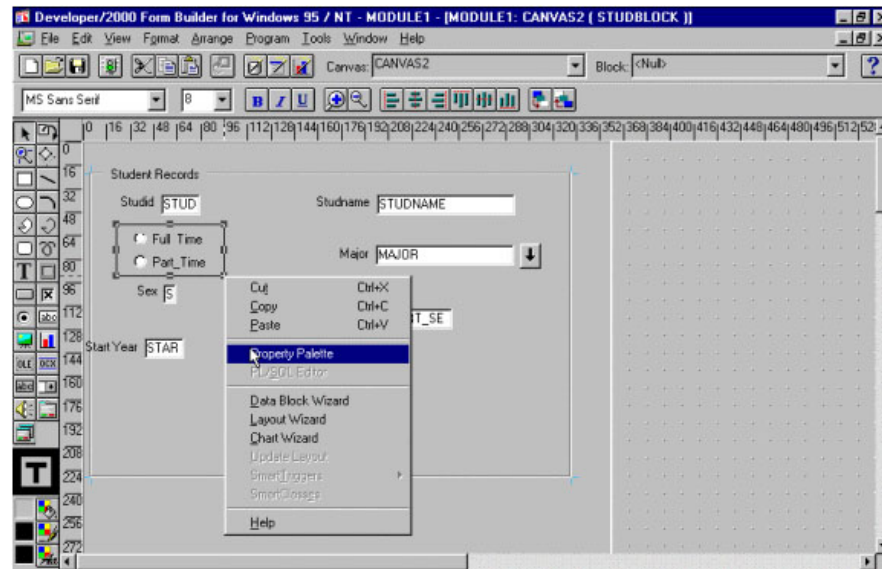 Developer/2000 Form Builder for Windows 95 / NT - MODULE1 - [MODULE1: CANVAS2 ( STUDBLOCK )]
File Edit View Format Arrange Program Tools Window Help
Canvas: CANVAS2 Block: <Null>
MS Sans Serif 8 B I U
0 16 32 48 64 80 96 112 128 144 160 176 192 208 224 240 256 272 288 304 320 336 352 368 384 400 416 432 448 464 480 496 512 52
0
16
32
48
64
80
96
112
128
144
160
176
192
208
224
240
256
272
Student Records
Studid STUD Studname STUDNAME
Full_Time
Part_Time
Major MAJOR
Sex S
RT_SE
Start Year STAR
Cut Ctrl+X
Copy Ctrl+C
Paste Ctrl+V
Property Palette
PL/SQL Editor
Data Block Wizard
Layout Wizard
Chart Wizard
Update Layout
SmartTriggers
SmartClasses
Help
T
abc
OLE OCX
T